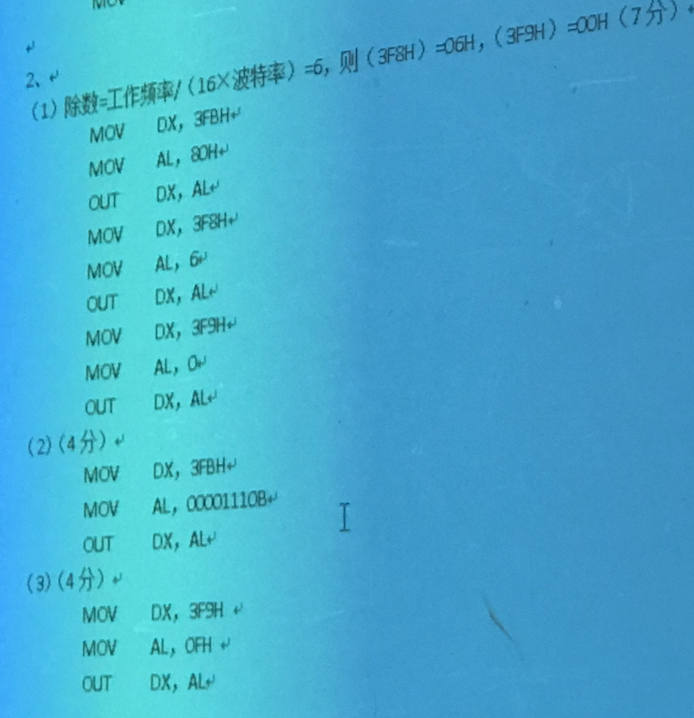 MOV
2、
（1）除数=工作频率/（16×波特率）=6，则（3F8H）=06H，（3F9H）=00H（7分）
MOV DX，3FBH
MOV AL，80H
OUT DX，AL
MOV DX，3F8H
MOV AL，6
OUT DX，AL
MOV DX，3F9H
MOV AL，0
OUT DX，AL
（2）（4分）
MOV DX，3FBH
MOV AL，00001110B
OUT DX，AL
（3）（4分）
MOV DX，3F9H
MOV AL，0FH
OUT DX，AL